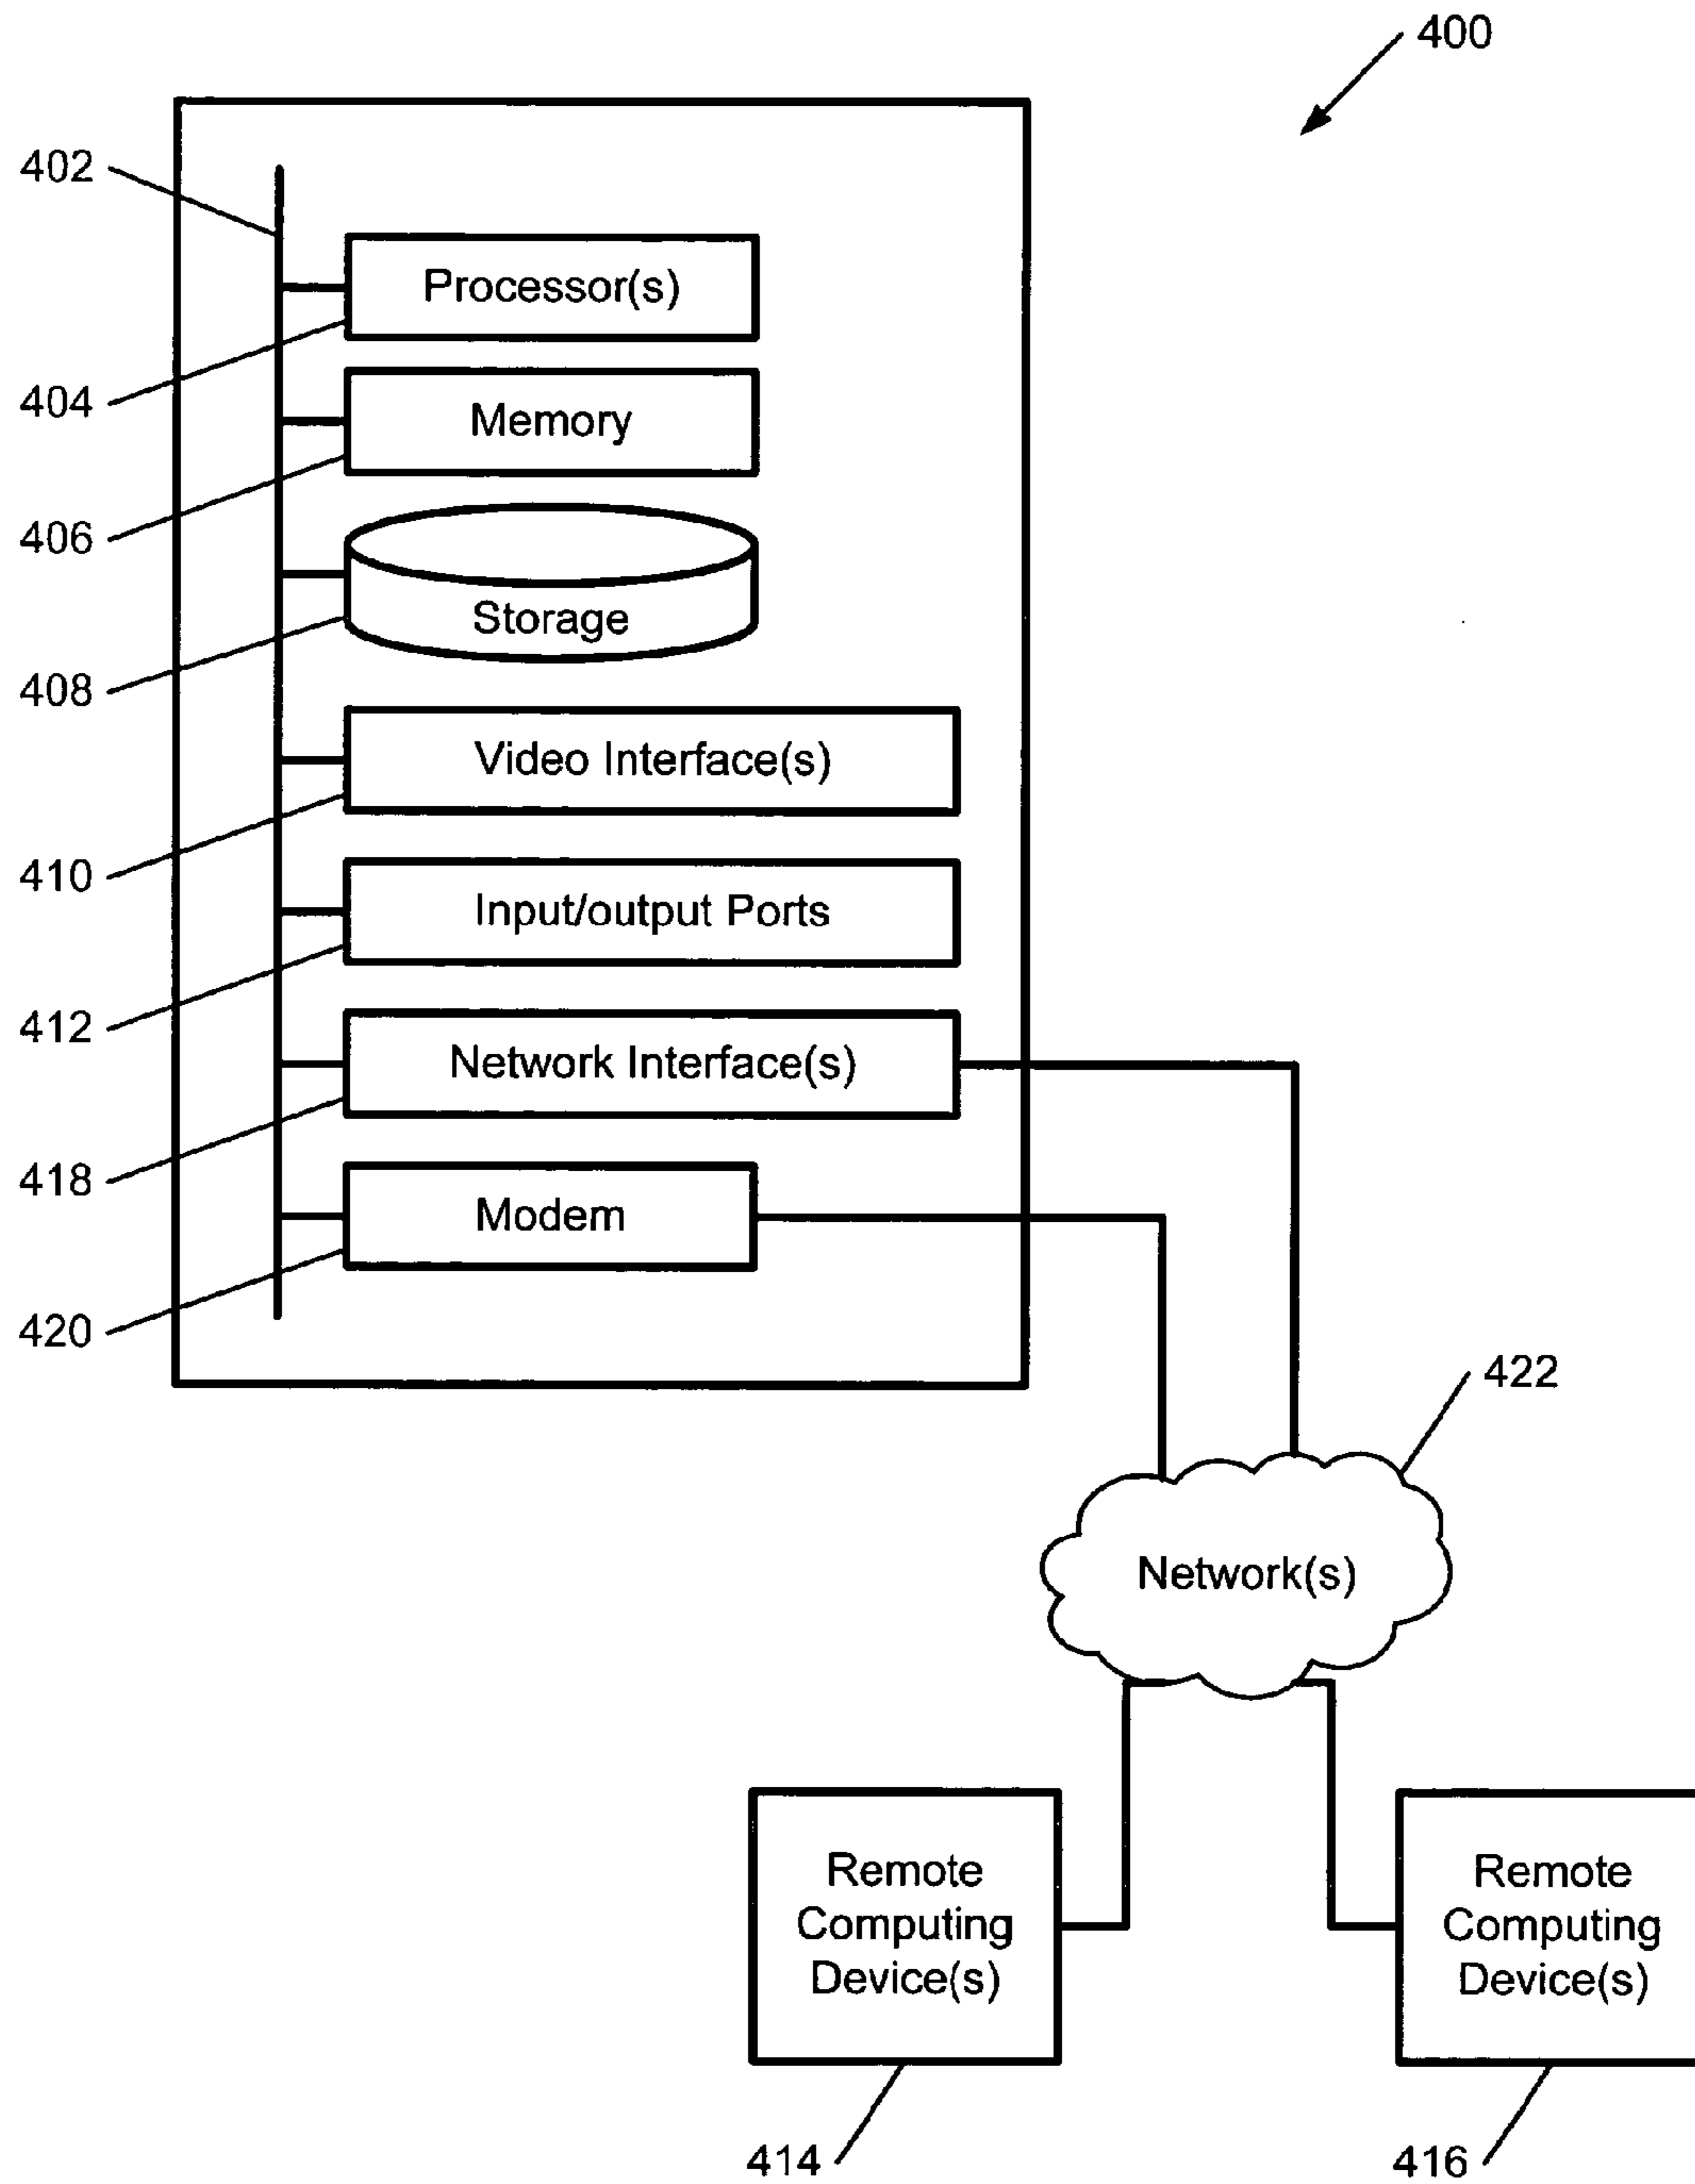 400
402
Processor(s)
404
Memory
406
Storage
408
Video Interface(s)
410
Input/output Ports
412
Network Interface(s)
418
Modem
420
422
Network(s)
Remote
Computing
Device(s)
Remote
Computing
Device(s)
414
416